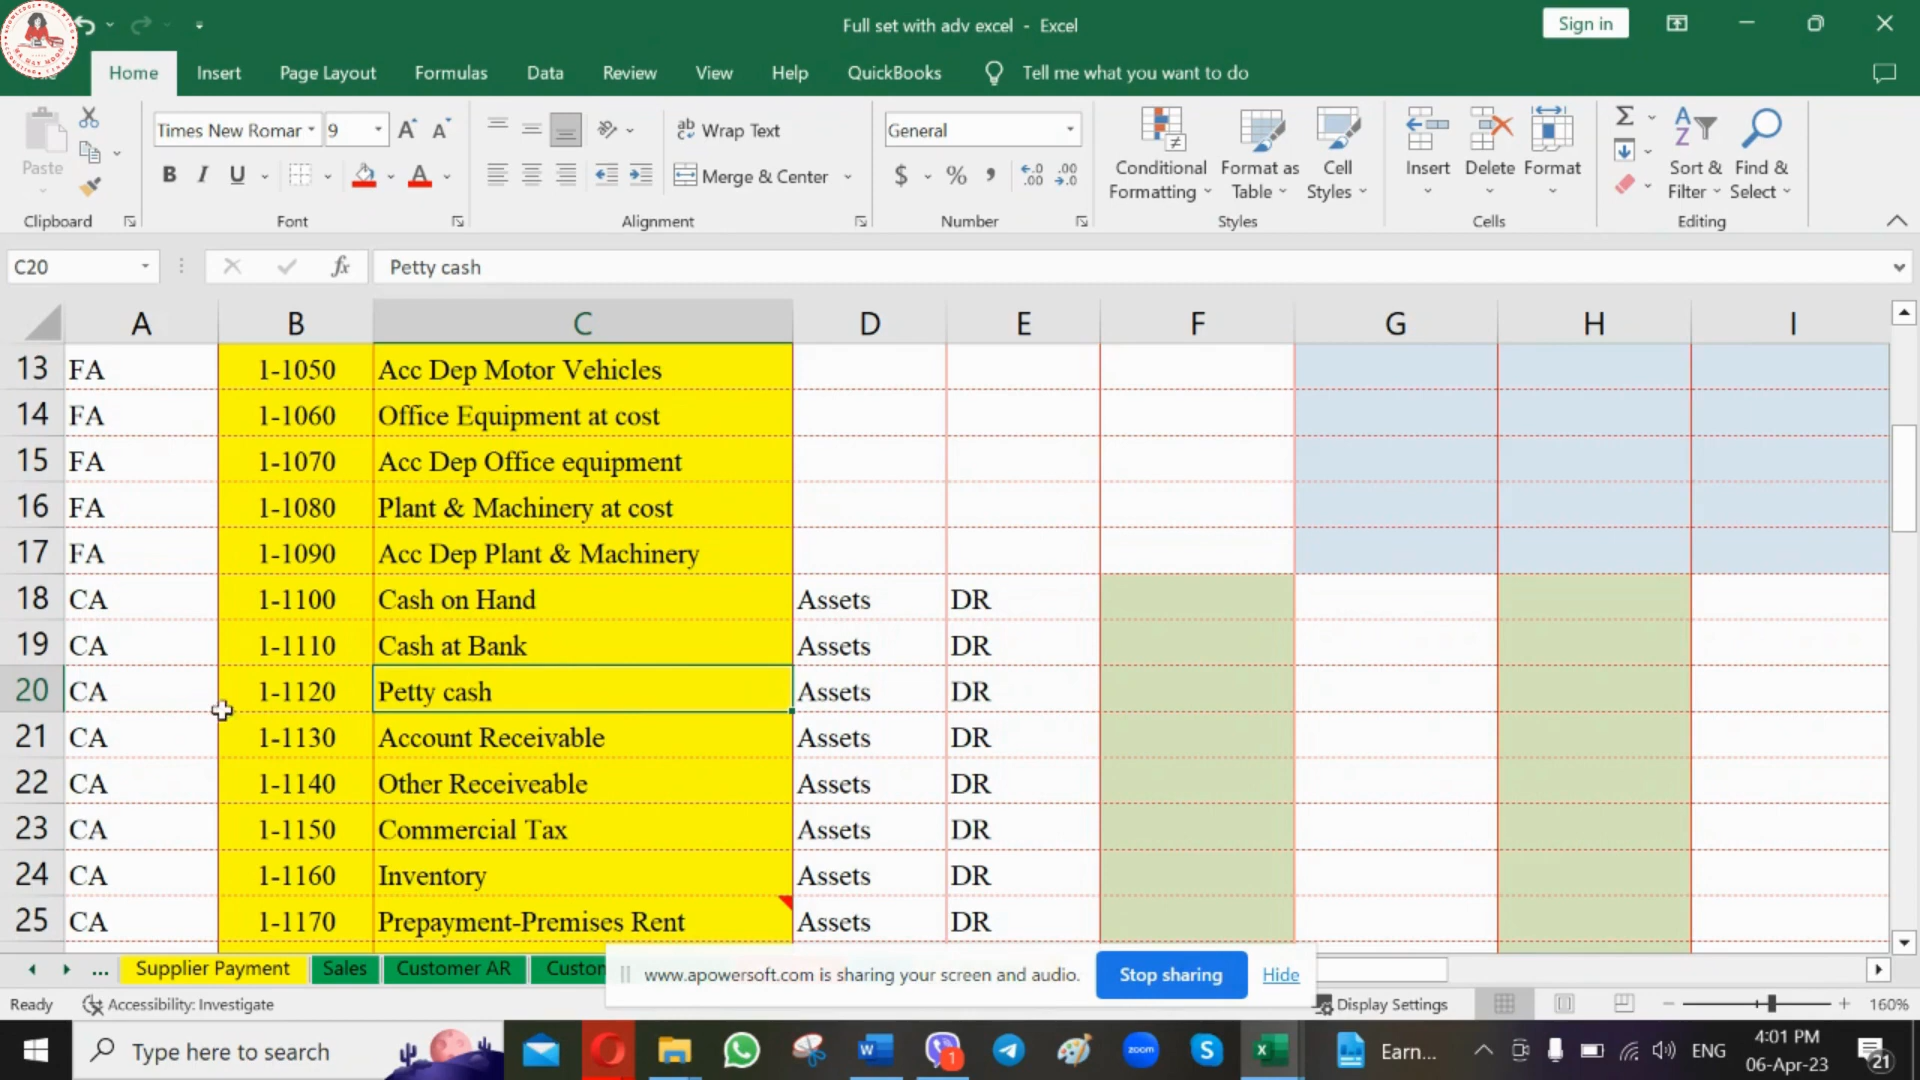 Full set with adv excel - Excel
Sign in
Home Insert Page Layout Formulas Data Review View Help QuickBooks Tell me what you want to do
Paste
Times New Romar 9
Wrap Text
Merge & Center
General
Conditional Formatting
Format as Table
Cell Styles
Insert Delete Format
Sort & Filter
Find & Select
Clipboard Font Alignment Number Styles Cells Editing
C20 fx Petty cash
A B C D E F G H I
13 FA 1-1050 Acc Dep Motor Vehicles
14 FA 1-1060 Office Equipment at cost
15 FA 1-1070 Acc Dep Office equipment
16 FA 1-1080 Plant & Machinery at cost
17 FA 1-1090 Acc Dep Plant & Machinery
18 CA 1-1100 Cash on Hand Assets DR
19 CA 1-1110 Cash at Bank Assets DR
20 CA 1-1120 Petty cash Assets DR
21 CA 1-1130 Account Receivable Assets DR
22 CA 1-1140 Other Receiveable Assets DR
23 CA 1-1150 Commercial Tax Assets DR
24 CA 1-1160 Inventory Assets DR
25 CA 1-1170 Prepayment-Premises Rent Assets DR
... Supplier Payment Sales Customer AR Custon
www.apowersoft.com is sharing your screen and audio. Stop sharing Hide
Ready Accessibility: Investigate Display Settings 160%
Type here to search
zoom
Earn...
ENG
4:01 PM
06-Apr-23
21